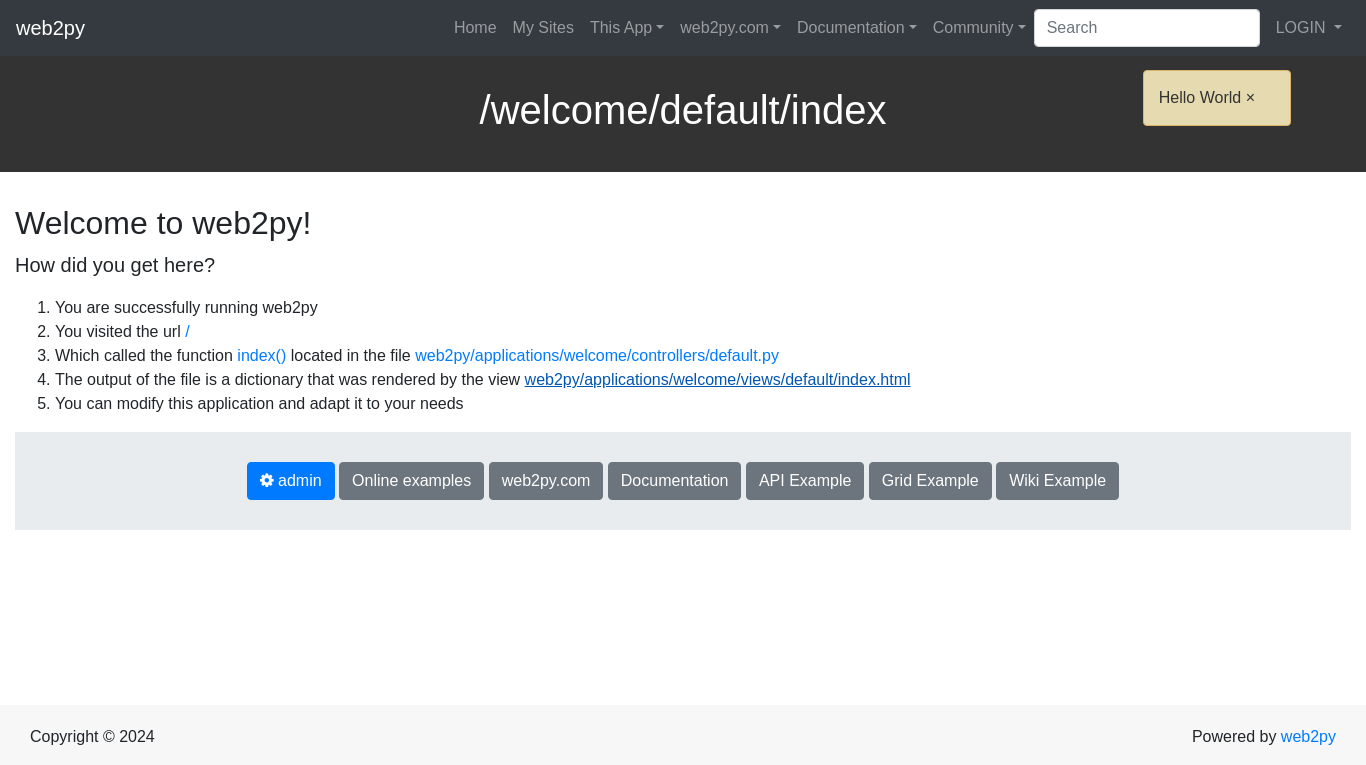 web2py Home My Sites This App web2py.com Documentation Community Search LOGIN
Hello World ×
/welcome/default/index
Welcome to web2py!
How did you get here?
1. You are successfully running web2py
2. You visited the url /
3. Which called the function index() located in the file web2py/applications/welcome/controllers/default.py
4. The output of the file is a dictionary that was rendered by the view web2py/applications/welcome/views/default/index.html
5. You can modify this application and adapt it to your needs
admin Online examples web2py.com Documentation API Example Grid Example Wiki Example
Copyright © 2024 Powered by web2py